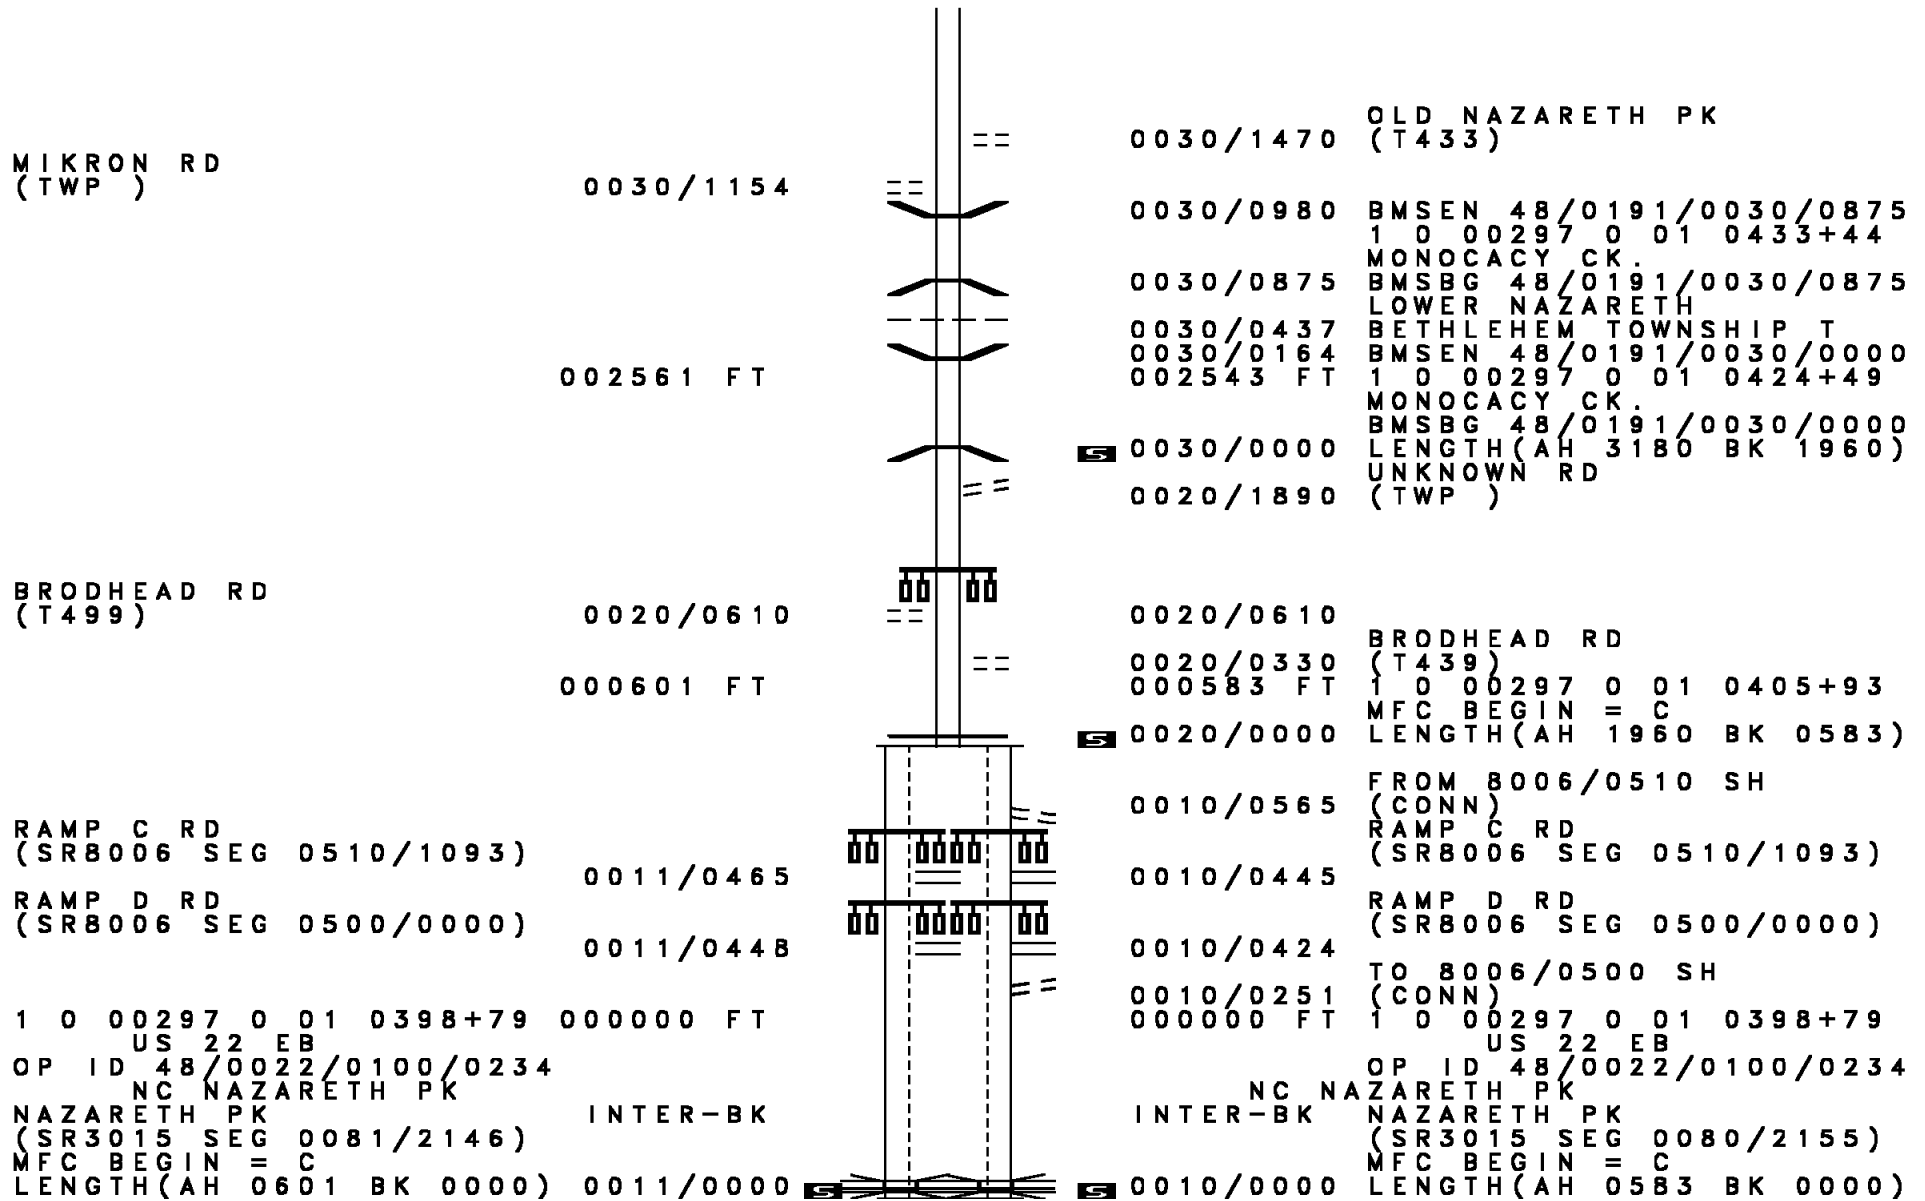 OLD NAZARETH PK
0030/1470 (T433)
MIKRON RD
(TWP ) 0030/1154
0030/0980 BMSEN 48/0191/0030/0875
1 0 00297 0 01 0433+44
MONOCACY CK.
0030/0875 BMSBG 48/0191/0030/0875
LOWER NAZARETH
0030/0437 BETHLEHEM TOWNSHIP T
0030/0164 BMSEN 48/0191/0030/0000
002561 FT 002543 FT 1 0 00297 0 01 0424+49
MONOCACY CK.
BMSBG 48/0191/0030/0000
S 0030/0000 LENGTH(AH 3180 BK 1960)
UNKNOWN RD
0020/1890 (TWP )
BRODHEAD RD
(T499) 0020/0610 0020/0610
BRODHEAD RD
0020/0330 (T439)
000601 FT 000583 FT 1 0 00297 0 01 0405+93
MFC BEGIN = C
S 0020/0000 LENGTH(AH 1960 BK 0583)
FROM 8006/0510 SH
0010/0565 (CONN)
RAMP C RD RAMP C RD
(SR8006 SEG 0510/1093) (SR8006 SEG 0510/1093)
0011/0465 0010/0445
RAMP D RD RAMP D RD
(SR8006 SEG 0500/0000) (SR8006 SEG 0500/0000)
0011/0448 0010/0424
TO 8006/0500 SH
0010/0251 (CONN)
1 0 00297 0 01 0398+79 000000 FT 000000 FT 1 0 00297 0 01 0398+79
US 22 EB US 22 EB
OP ID 48/0022/0100/0234 OP ID 48/0022/0100/0234
NC NAZARETH PK NC NAZARETH PK
NAZARETH PK INTER-BK INTER-BK NAZARETH PK
(SR3015 SEG 0081/2146) (SR3015 SEG 0080/2155)
MFC BEGIN = C MFC BEGIN = C
LENGTH(AH 0601 BK 0000) 0011/0000 S S 0010/0000 LENGTH(AH 0583 BK 0000)